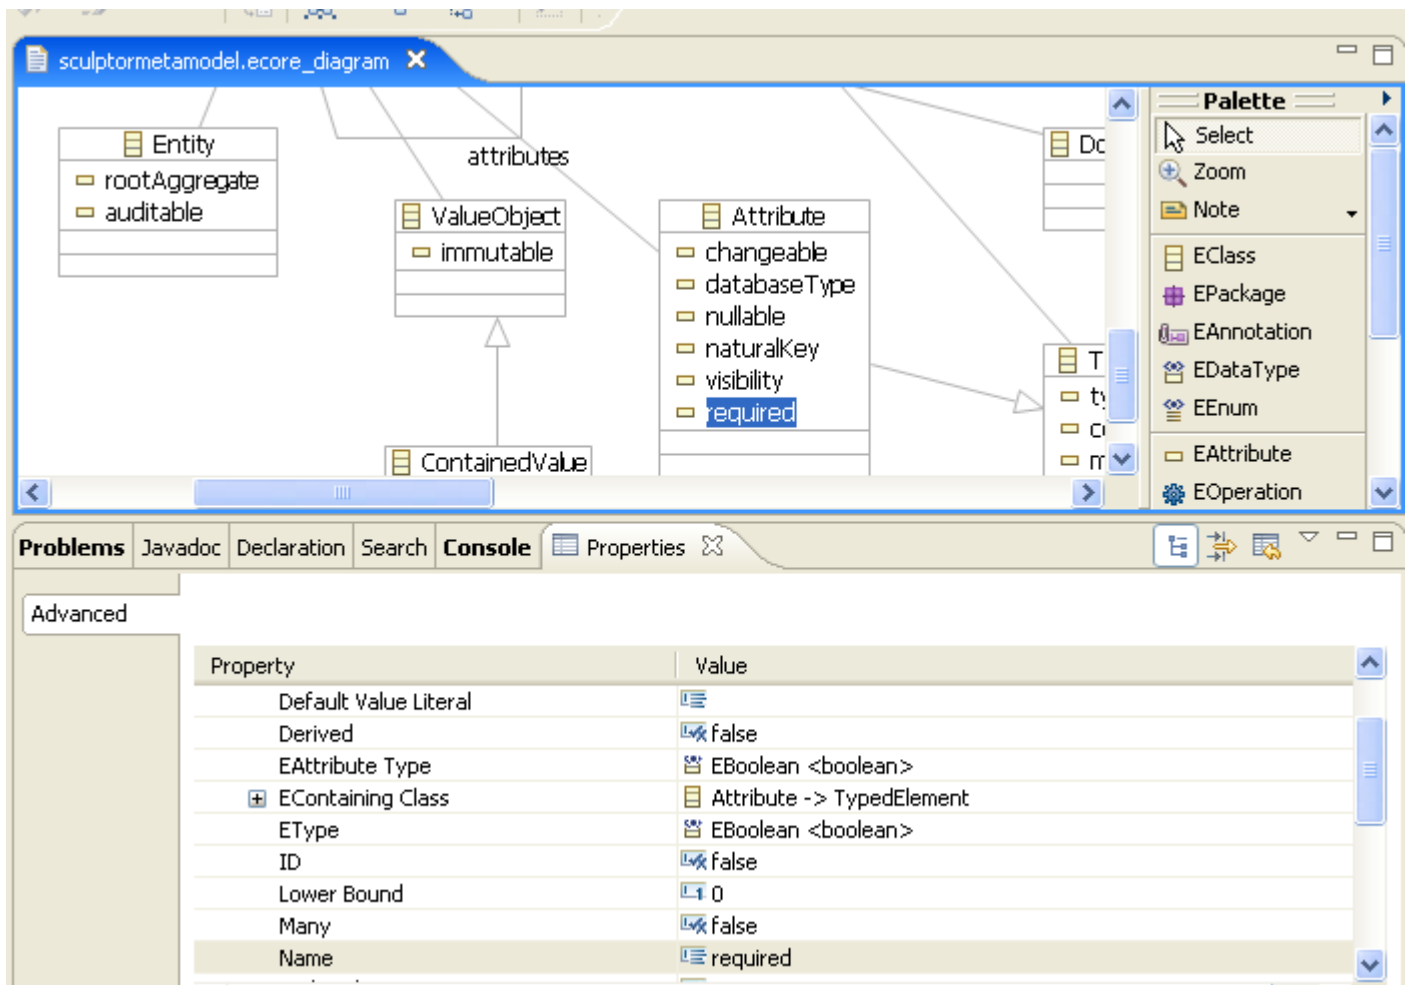 sculptormetamodel.ecore_diagram
Entity
rootAggregate
auditable
attributes
ValueObject
immutable
ContainedValue
Attribute
changeable
databaseType
nullable
naturalKey
visibility
required
Do
T
ty
m
Palette
Select
Zoom
Note
EClass
EPackage
EAnnotation
EDataType
EEnum
EAttribute
EOperation
Problems Javadoc Declaration Search Console Properties
Advanced
Property Value
Default Value Literal
Derived false
EAttribute Type EBoolean <boolean>
EContaining Class Attribute -> TypedElement
EType EBoolean <boolean>
ID false
Lower Bound 0
Many false
Name required